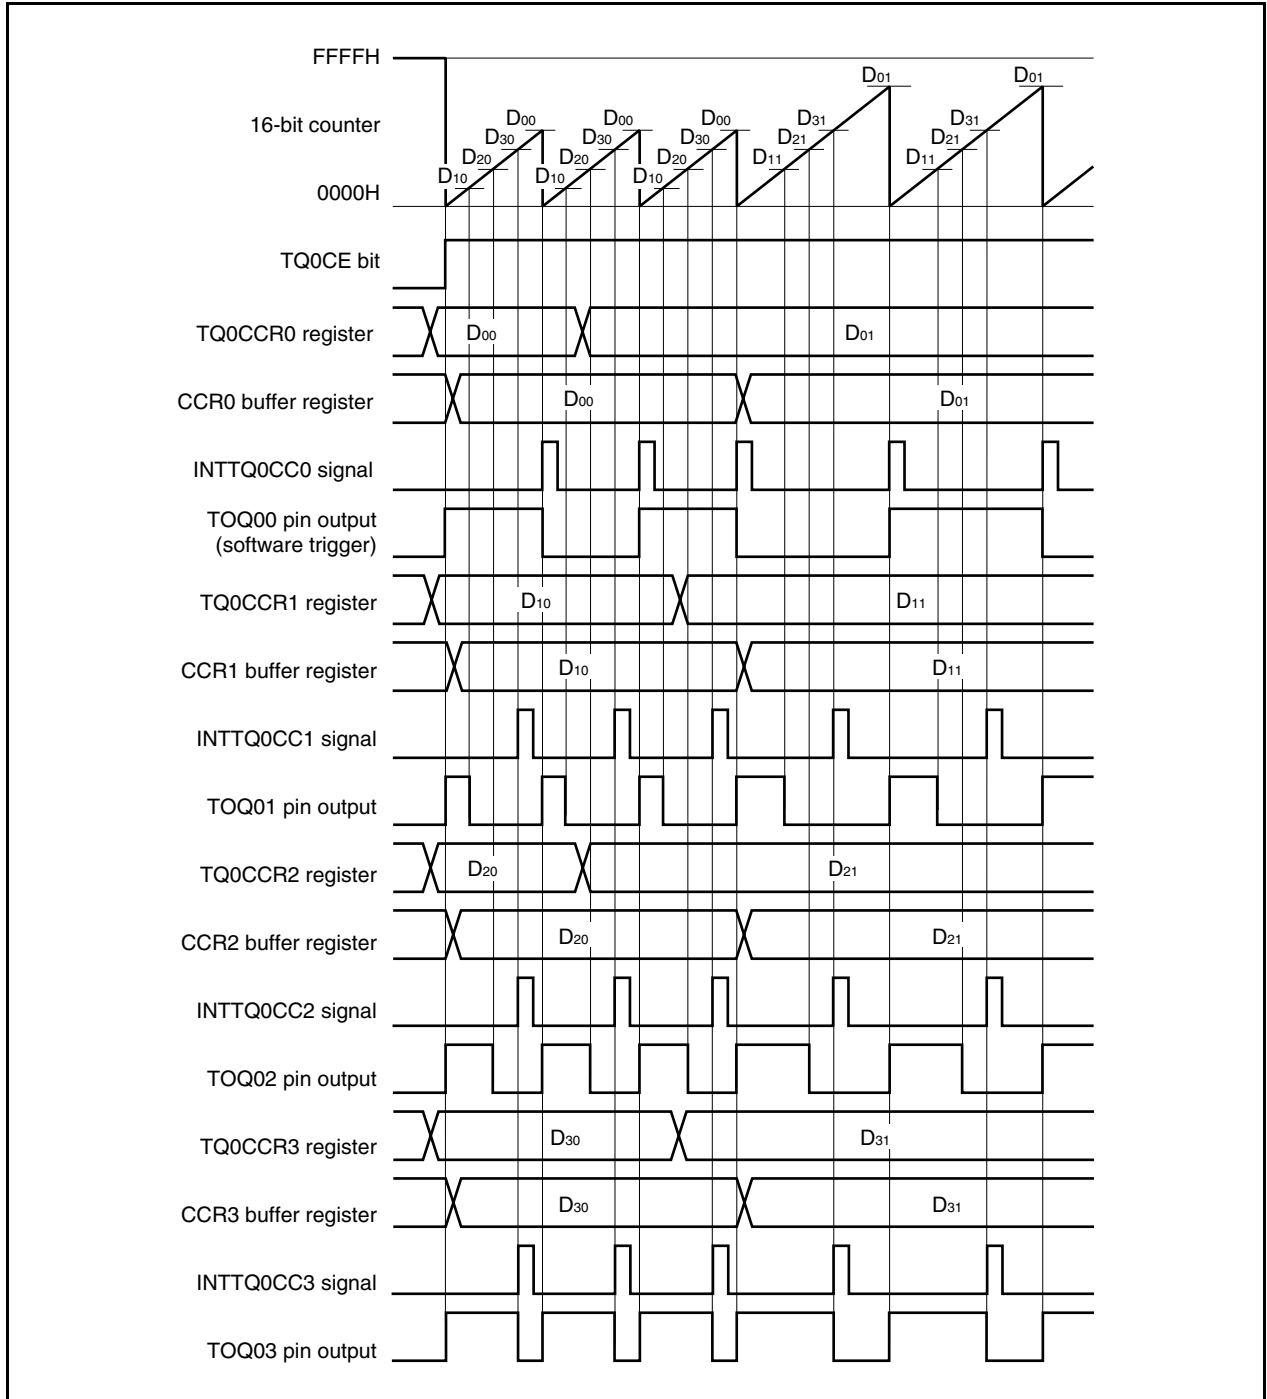 FFFFH
D01 D01
16-bit counter
D00 D00 D00 D31 D31
D30 D30 D30 D21 D21
D20 D20 D20 D11 D11
D10 D10 D10
0000H
TQ0CE bit
TQ0CCR0 register D00 D01
CCR0 buffer register D00 D01
INTTQ0CC0 signal
TOQ00 pin output
(software trigger)
TQ0CCR1 register D10 D11
CCR1 buffer register D10 D11
INTTQ0CC1 signal
TOQ01 pin output
TQ0CCR2 register D20 D21
CCR2 buffer register D20 D21
INTTQ0CC2 signal
TOQ02 pin output
TQ0CCR3 register D30 D31
CCR3 buffer register D30 D31
INTTQ0CC3 signal
TOQ03 pin output